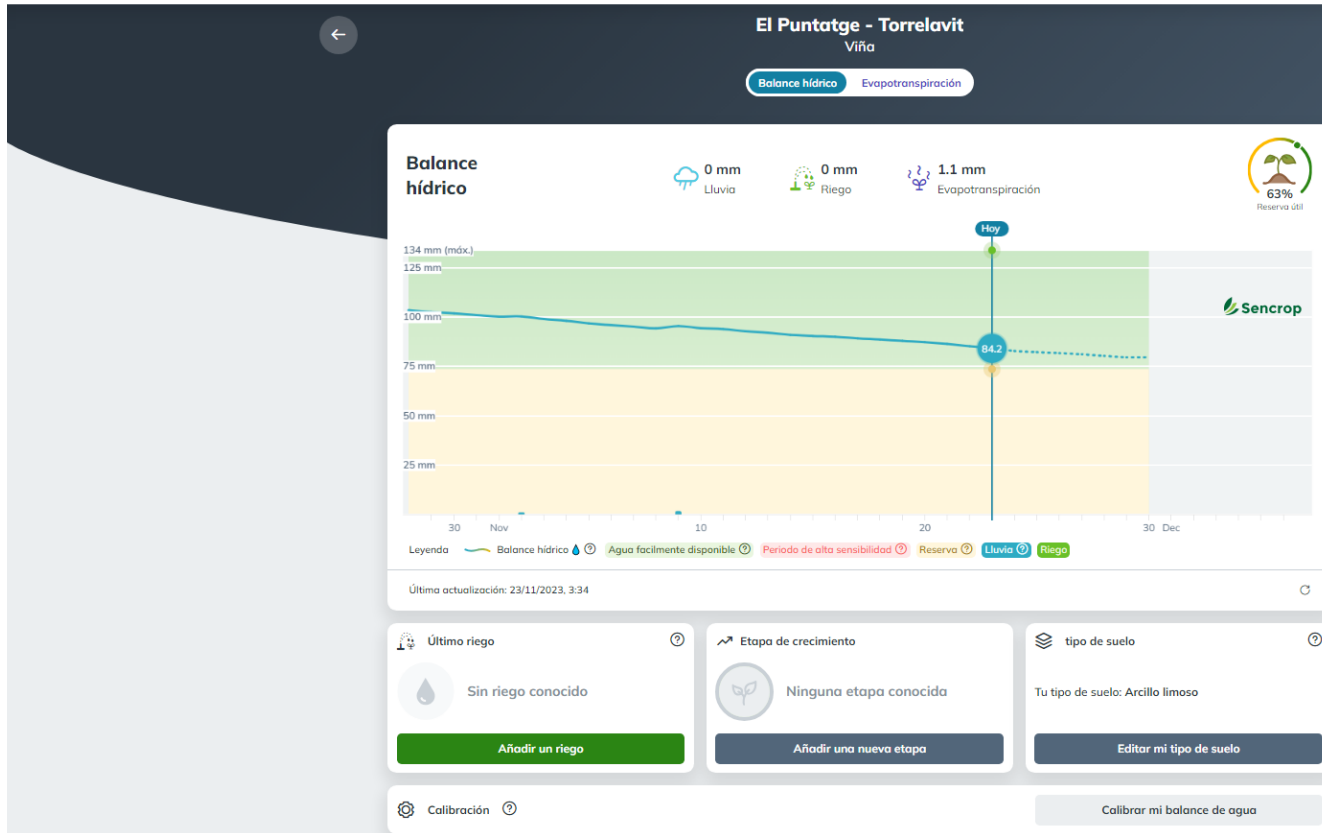 El Puntatge - Torrelavit
Viña
Balance hídrico Evapotranspiración
Balance hídrico
0 mm Lluvia
0 mm Riego
1.1 mm Evapotranspiración
63%
Reserva útil
Hoy
134 mm (máx.)
125 mm
100 mm
75 mm
50 mm
25 mm
84.2
Sencrop
30 Nov 10 20 30 Dec
Leyenda Balance hídrico Agua facilmente disponible Periodo de alta sensibilidad Reserva Lluvia Riego
Última actualización: 23/11/2023, 3:34
Último riego
Sin riego conocido
Añadir un riego
Etapa de crecimiento
Ninguna etapa conocida
Añadir una nueva etapa
tipo de suelo
Tu tipo de suelo: Arcillo limoso
Editar mi tipo de suelo
Calibración
Calibrar mi balance de agua